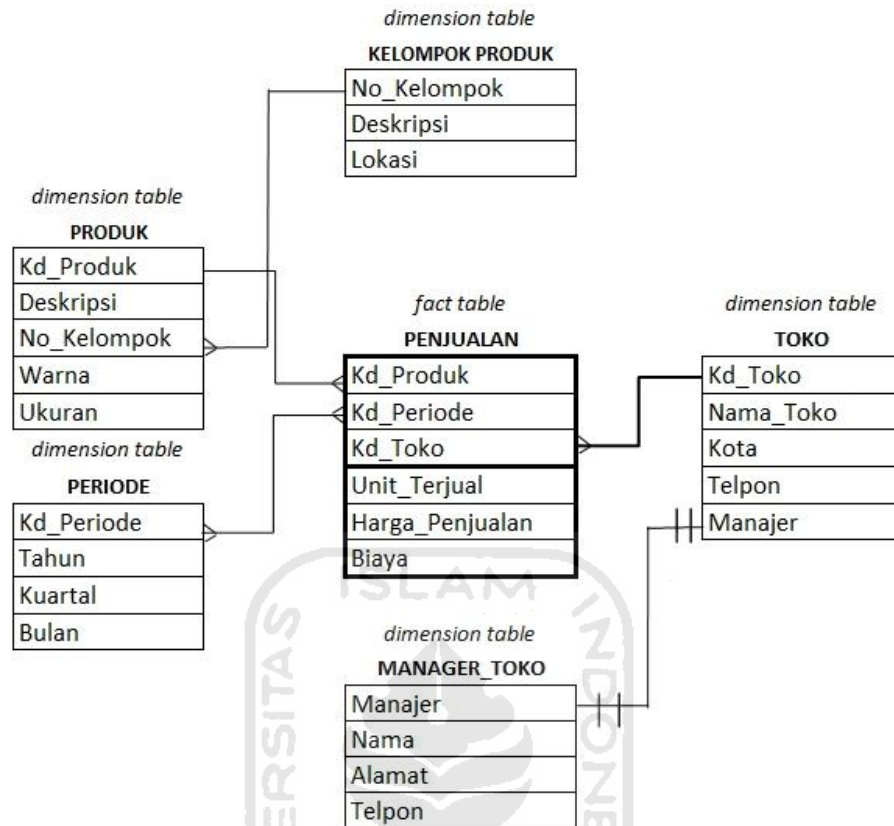 dimension table
KELOMPOK PRODUK
No_Kelompok
Deskripsi
Lokasi
dimension table
PRODUK
Kd_Produk
Deskripsi
No_Kelompok
Warna
Ukuran
dimension table
PERIODE
Kd_Periode
Tahun
Kuartal
Bulan
fact table
PENJUALAN
Kd_Produk
Kd_Periode
Kd_Toko
Unit_Terjual
Harga_Penjualan
Biaya
dimension table
TOKO
Kd_Toko
Nama_Toko
Kota
Telpon
Manajer
dimension table
MANAGER_TOKO
Manajer
Nama
Alamat
Telpon
ISLAM